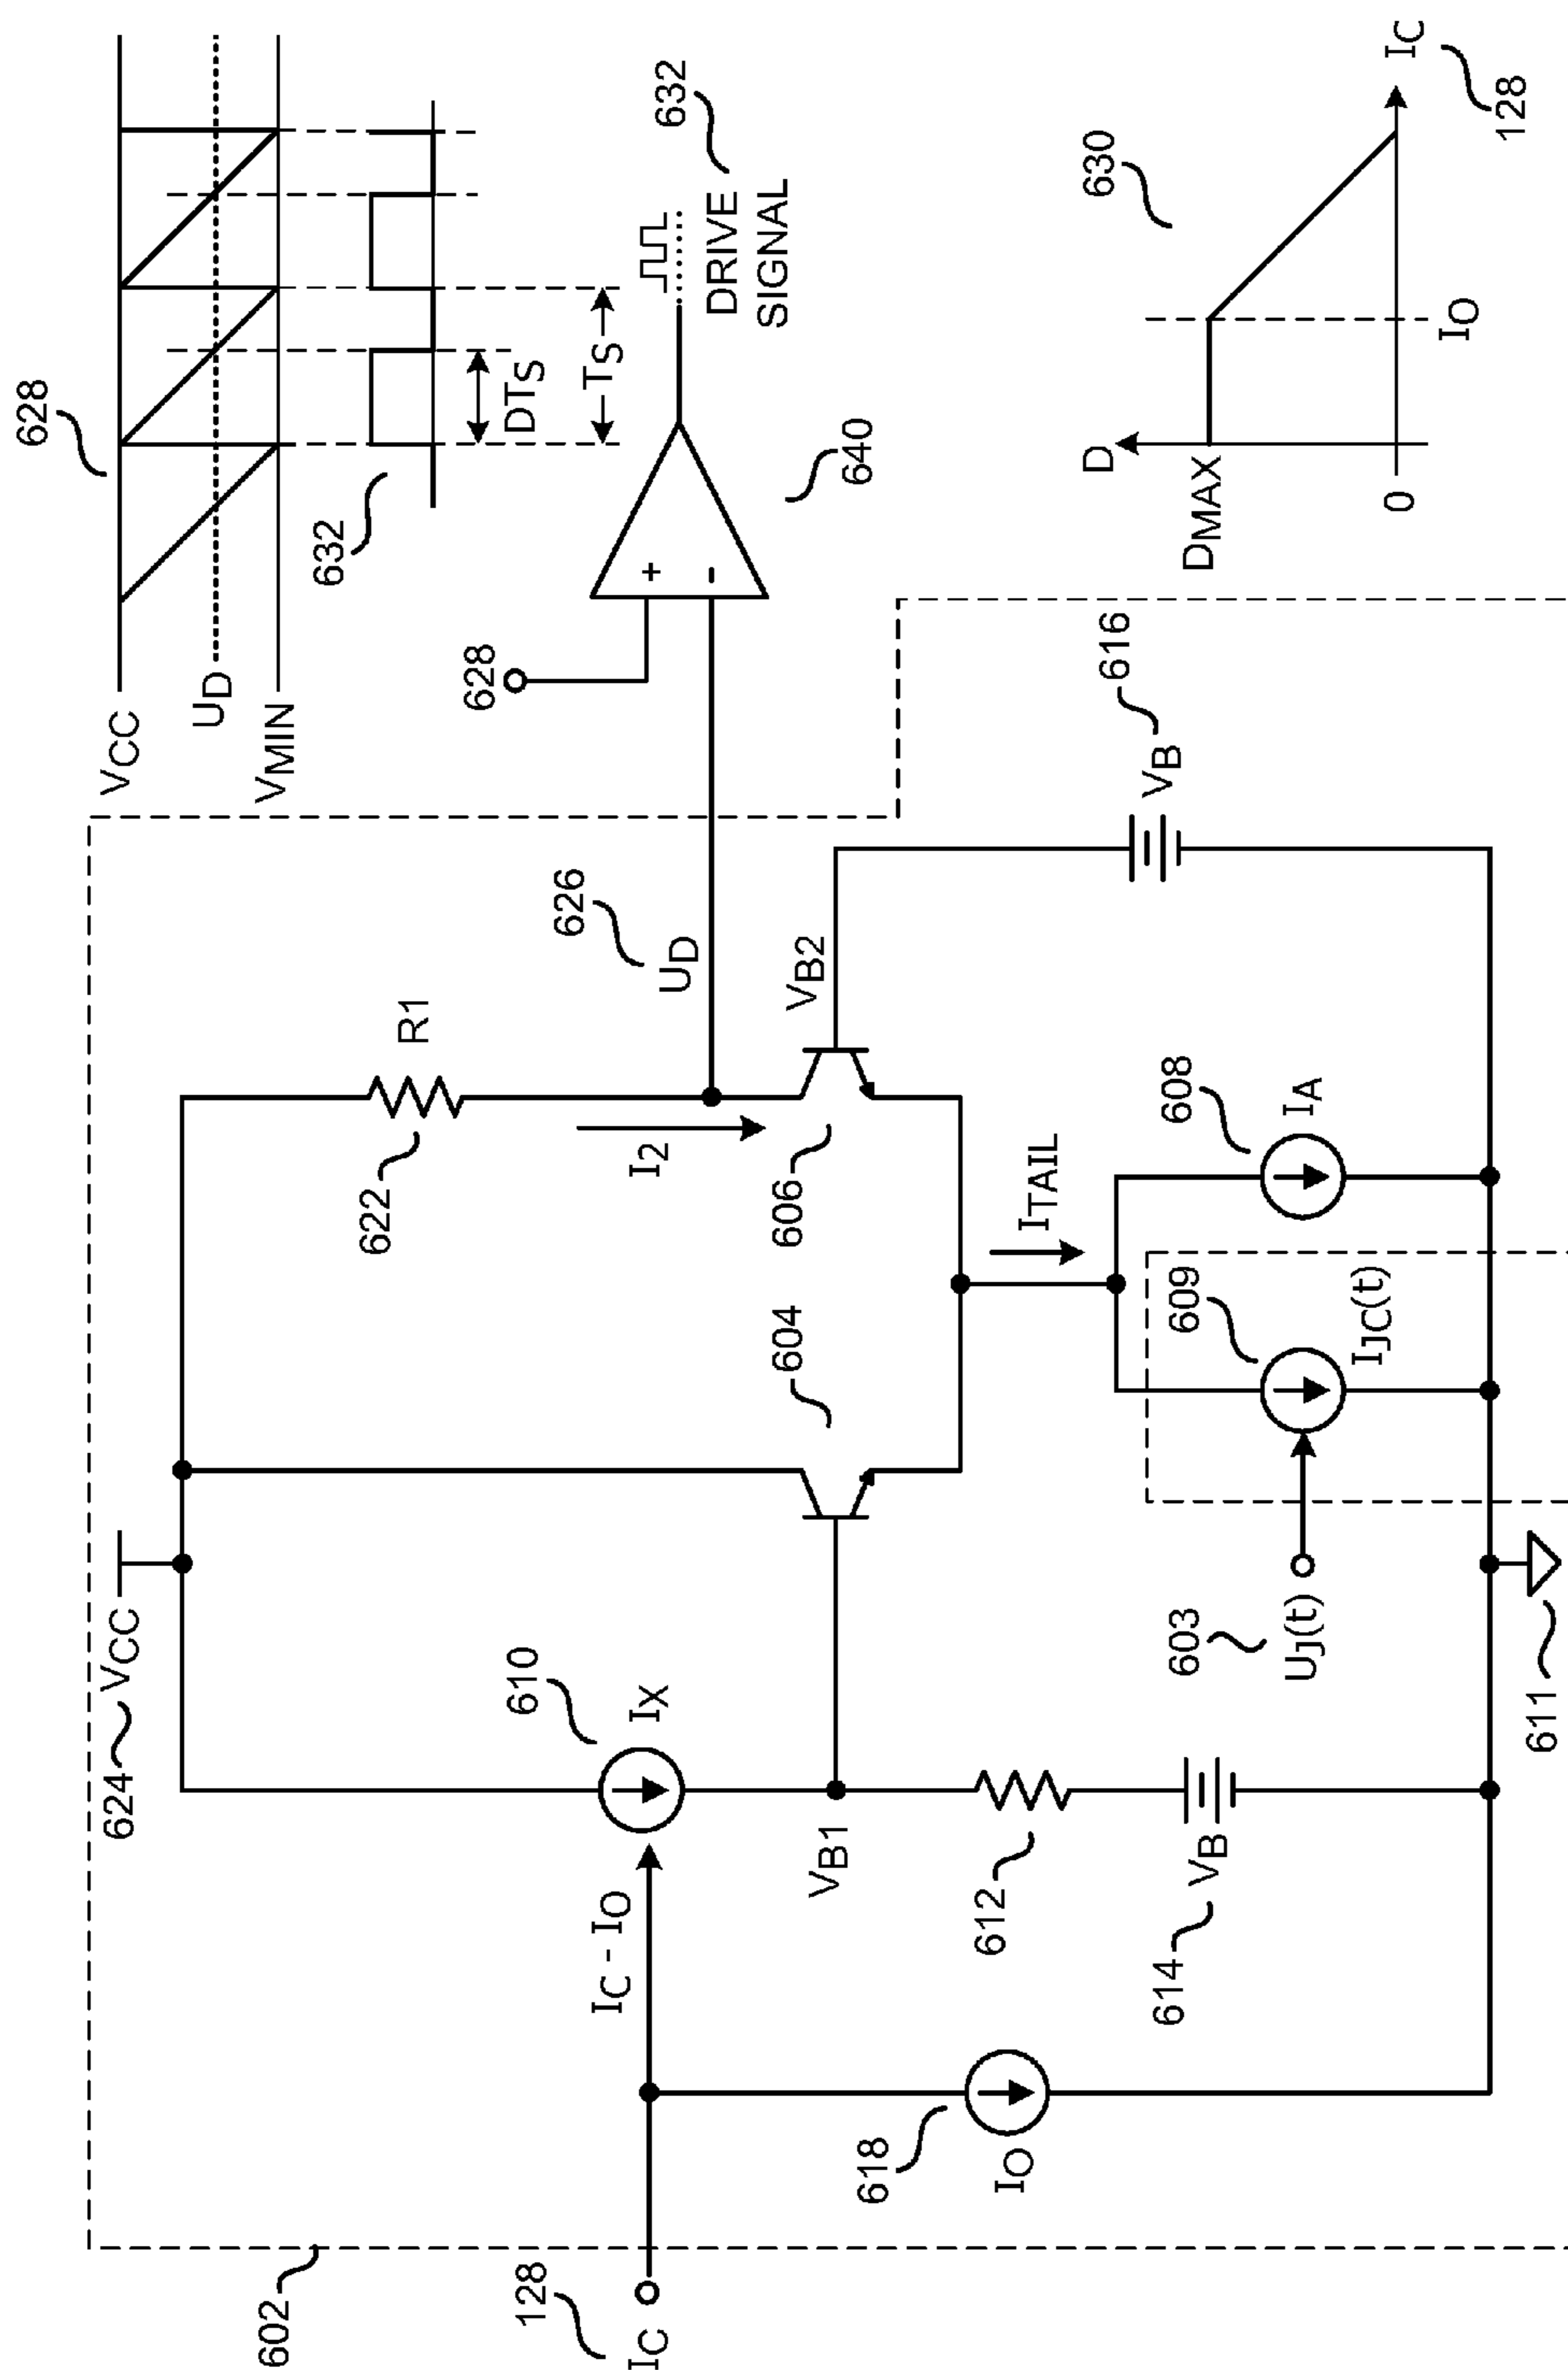 602
128
IC
624 VCC
610
IX
IC - IO
618
IO
VB1
612
614
VB
603
UJ(t)
611
604
606
609
IJC(t)
608
IA
ITAIL
622
R1
I2
626
UD
VB2
616
VB
628
VCC
UD
VMIN
632
DTS
TS
628
+
-
640
632
DRIVE
SIGNAL
630
D
DMAX
0
IO
IC
128